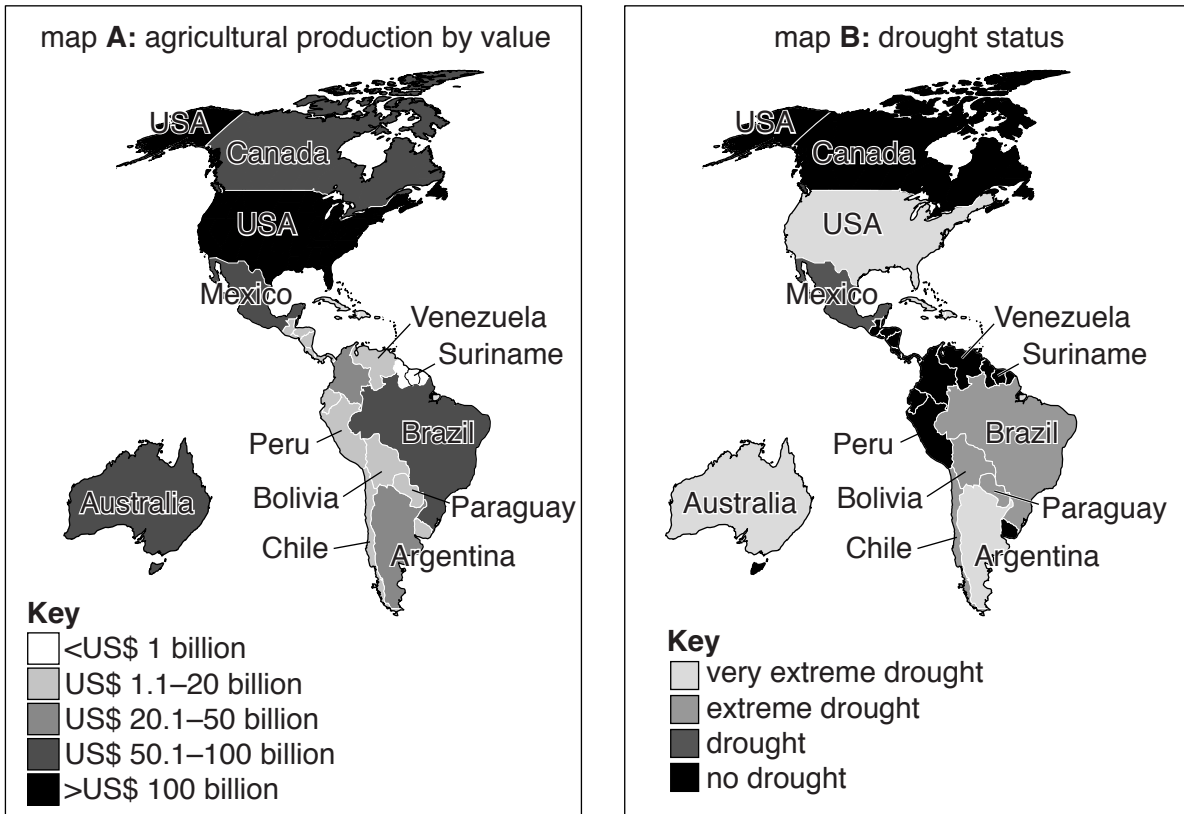 map A: agricultural production by value
USA
Canada
USA
Mexico
Venezuela
Suriname
Peru
Brazil
Australia
Bolivia
Paraguay
Chile
Argentina
Key
<US$ 1 billion
US$ 1.1–20 billion
US$ 20.1–50 billion
US$ 50.1–100 billion
>US$ 100 billion
map B: drought status
USA
Canada
USA
Mexico
Venezuela
Suriname
Peru
Brazil
Australia
Bolivia
Paraguay
Chile
Argentina
Key
very extreme drought
extreme drought
drought
no drought